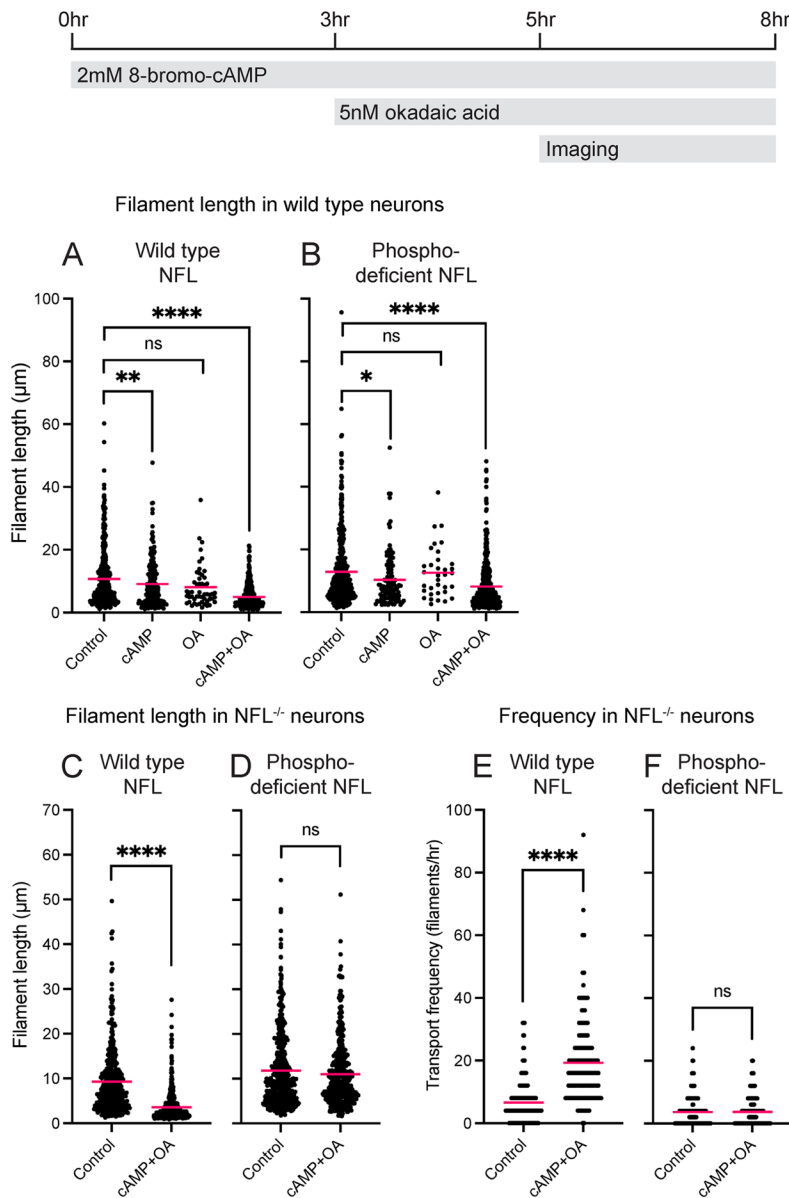 0hr 3hr 5hr 8hr
2mM 8-bromo-cAMP
5nM okadaic acid
Imaging
Filament length in wild type neurons
A Wild type
NFL
B Phospho-
deficient NFL
Filament length (µm)
100
80
60
40
20
0
**** 
ns
**
****
ns
*
Control cAMP OA cAMP+OA
Control cAMP OA cAMP+OA
Filament length in NFL-/- neurons
Frequency in NFL-/- neurons
C Wild type
NFL
D Phospho-
deficient NFL
E Wild type
NFL
F Phospho-
deficient NFL
Filament length (µm)
70
60
50
40
30
20
10
0
****
ns
Control cAMP+OA
Control cAMP+OA
Transport frequency (filaments/hr)
100
80
60
40
20
0
****
ns
Control cAMP+OA
Control cAMP+OA